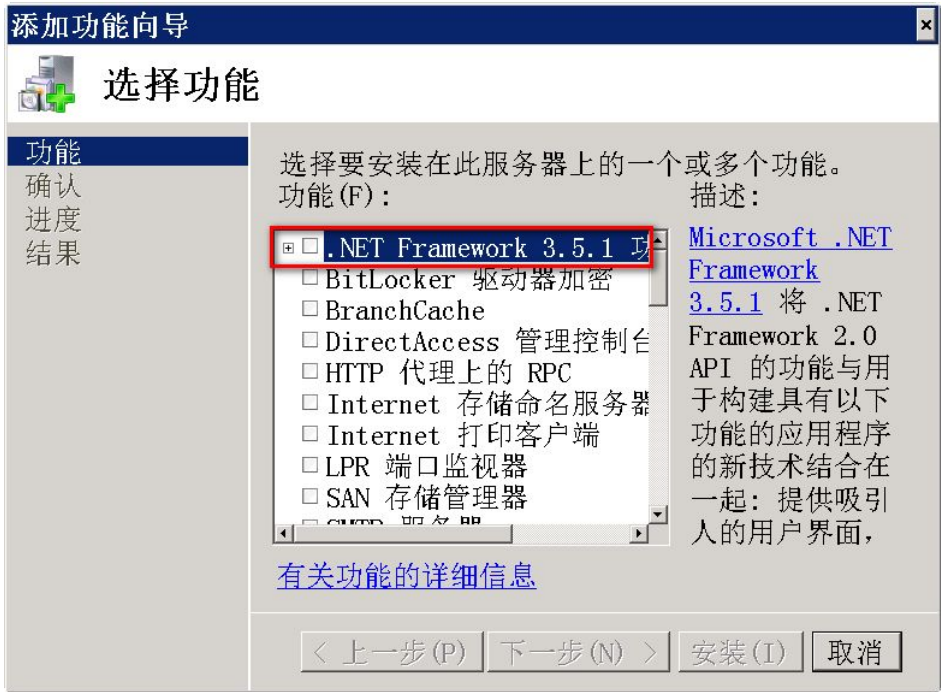 添加功能向导
选择功能
功能
确认
进度
结果
选择要安装在此服务器上的一个或多个功能。
功能(F):
.NET Framework 3.5.1 功
BitLocker 驱动器加密
BranchCache
DirectAccess 管理控制台
HTTP 代理上的 RPC
Internet 存储命名服务器
Internet 打印客户端
LPR 端口监视器
SAN 存储管理器
SMTP 服务器
描述:
Microsoft .NET
Framework
3.5.1 将 .NET
Framework 2.0
API 的功能与用
于构建具有以下
功能的应用程序
的新技术结合在
一起: 提供吸引
人的用户界面,
有关功能的详细信息
< 上一步(P)
下一步(N) >
安装(I)
取消